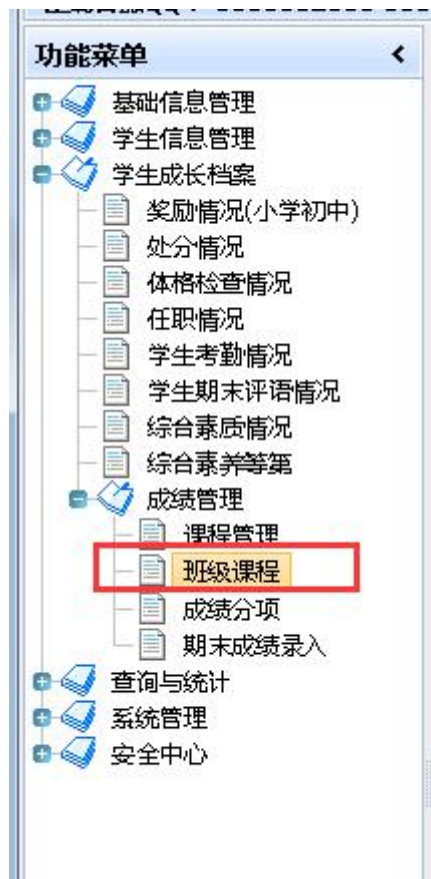 功能菜单
基础信息管理
学生信息管理
学生成长档案
奖励情况(小学初中)
处分情况
体格检查情况
任职情况
学生考勤情况
学生期末评语情况
综合素质情况
综合素养等第
成绩管理
课程管理
班级课程
成绩分项
期末成绩录入
查询与统计
系统管理
安全中心